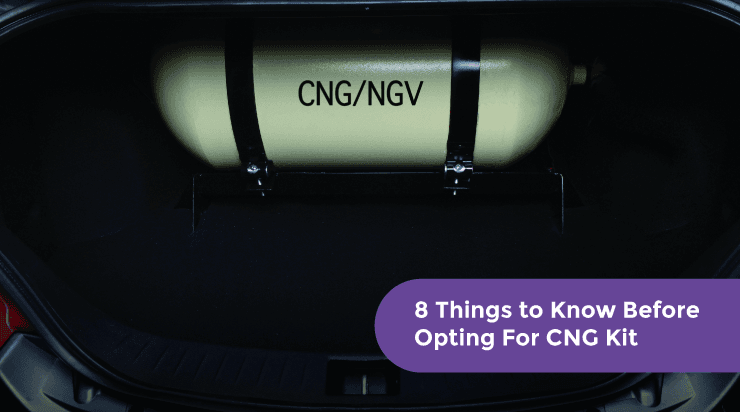 CNG/NGV
8 Things to Know Before
Opting For CNG Kit